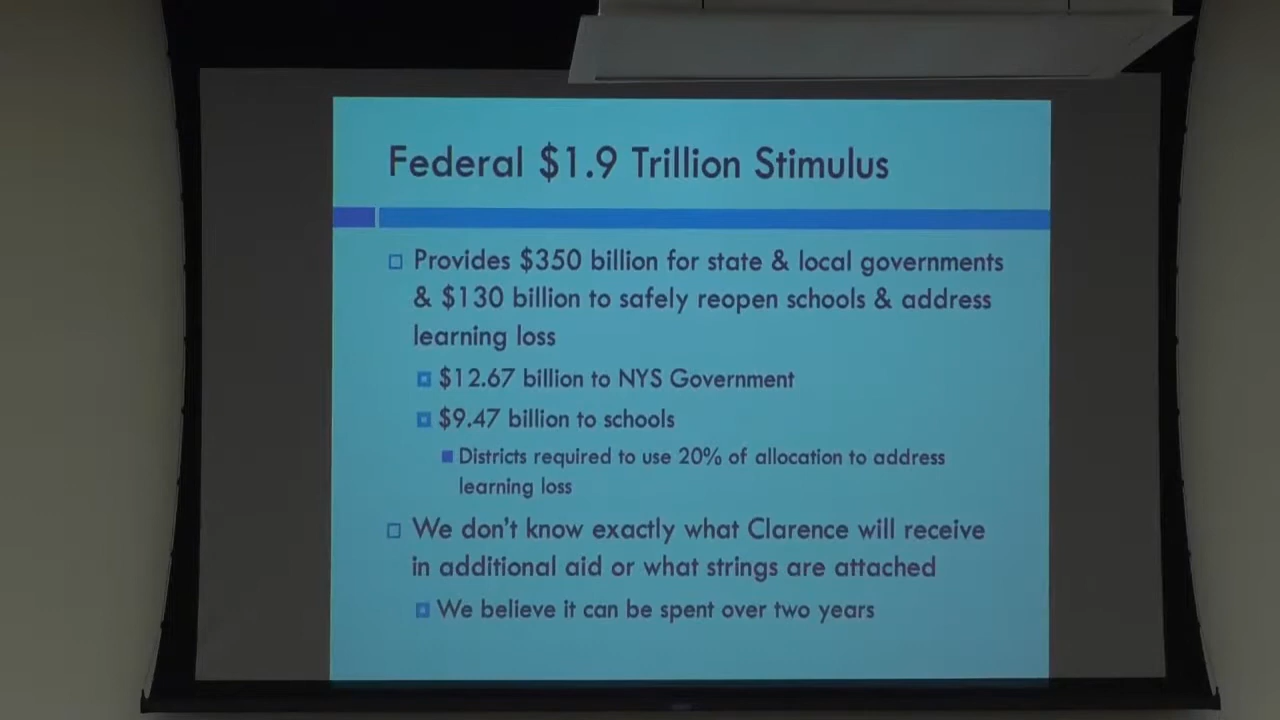 Federal $1.9 Trillion Stimulus
Provides $350 billion for state & local governments
& $130 billion to safely reopen schools & address
learning loss
$12.67 billion to NYS Government
$9.47 billion to schools
Districts required to use 20% of allocation to address
learning loss
We don't know exactly what Clarence will receive
in additional aid or what strings are attached
We believe it can be spent over two years